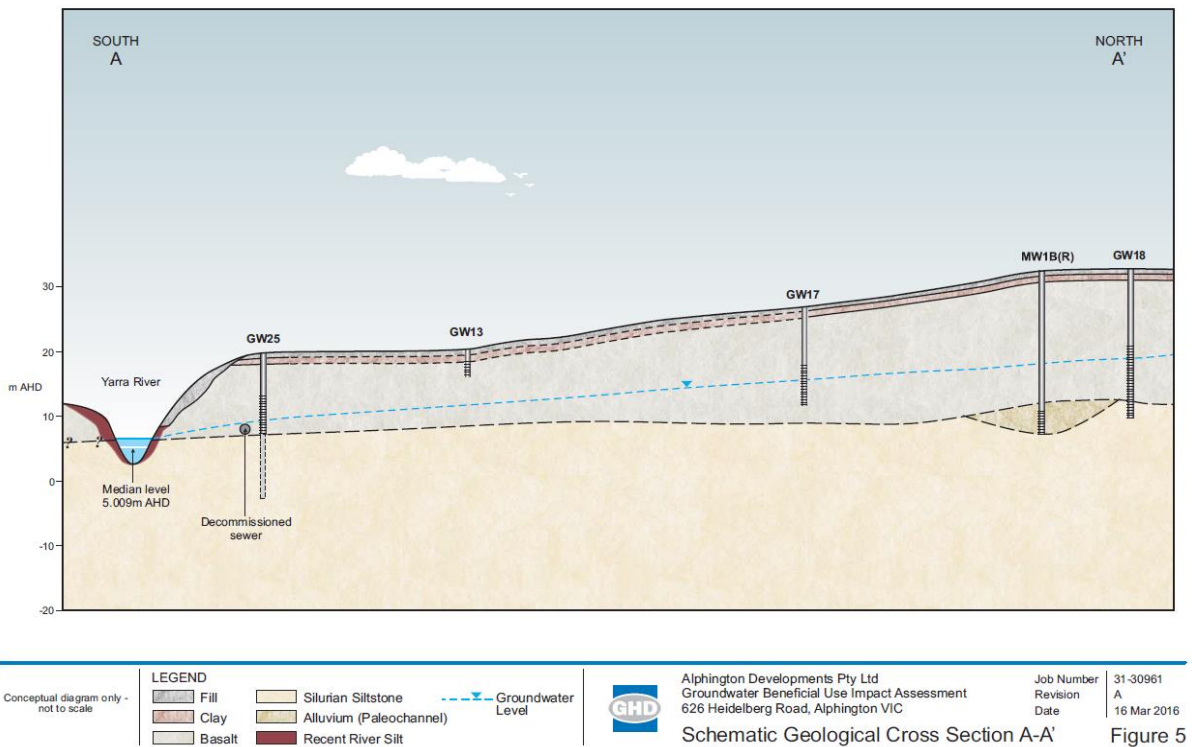 SOUTH
A
NORTH
A'
MW1B(R)
GW18
30
GW17
GW25
GW13
20
m AHD
Yarra River
10
? ?
0
Median level
5.009m AHD
Decommissioned
sewer
-10
-20
Conceptual diagram only -
not to scale
LEGEND
Fill
Clay
Basalt
Silurian Siltstone
Alluvium (Paleochannel)
Recent River Silt
Groundwater
Level
GHD
Alphington Developments Pty Ltd
Groundwater Beneficial Use Impact Assessment
626 Heidelberg Road, Alphington VIC
Schematic Geological Cross Section A-A'
Job Number 31-30961
Revision A
Date 16 Mar 2016
Figure 5